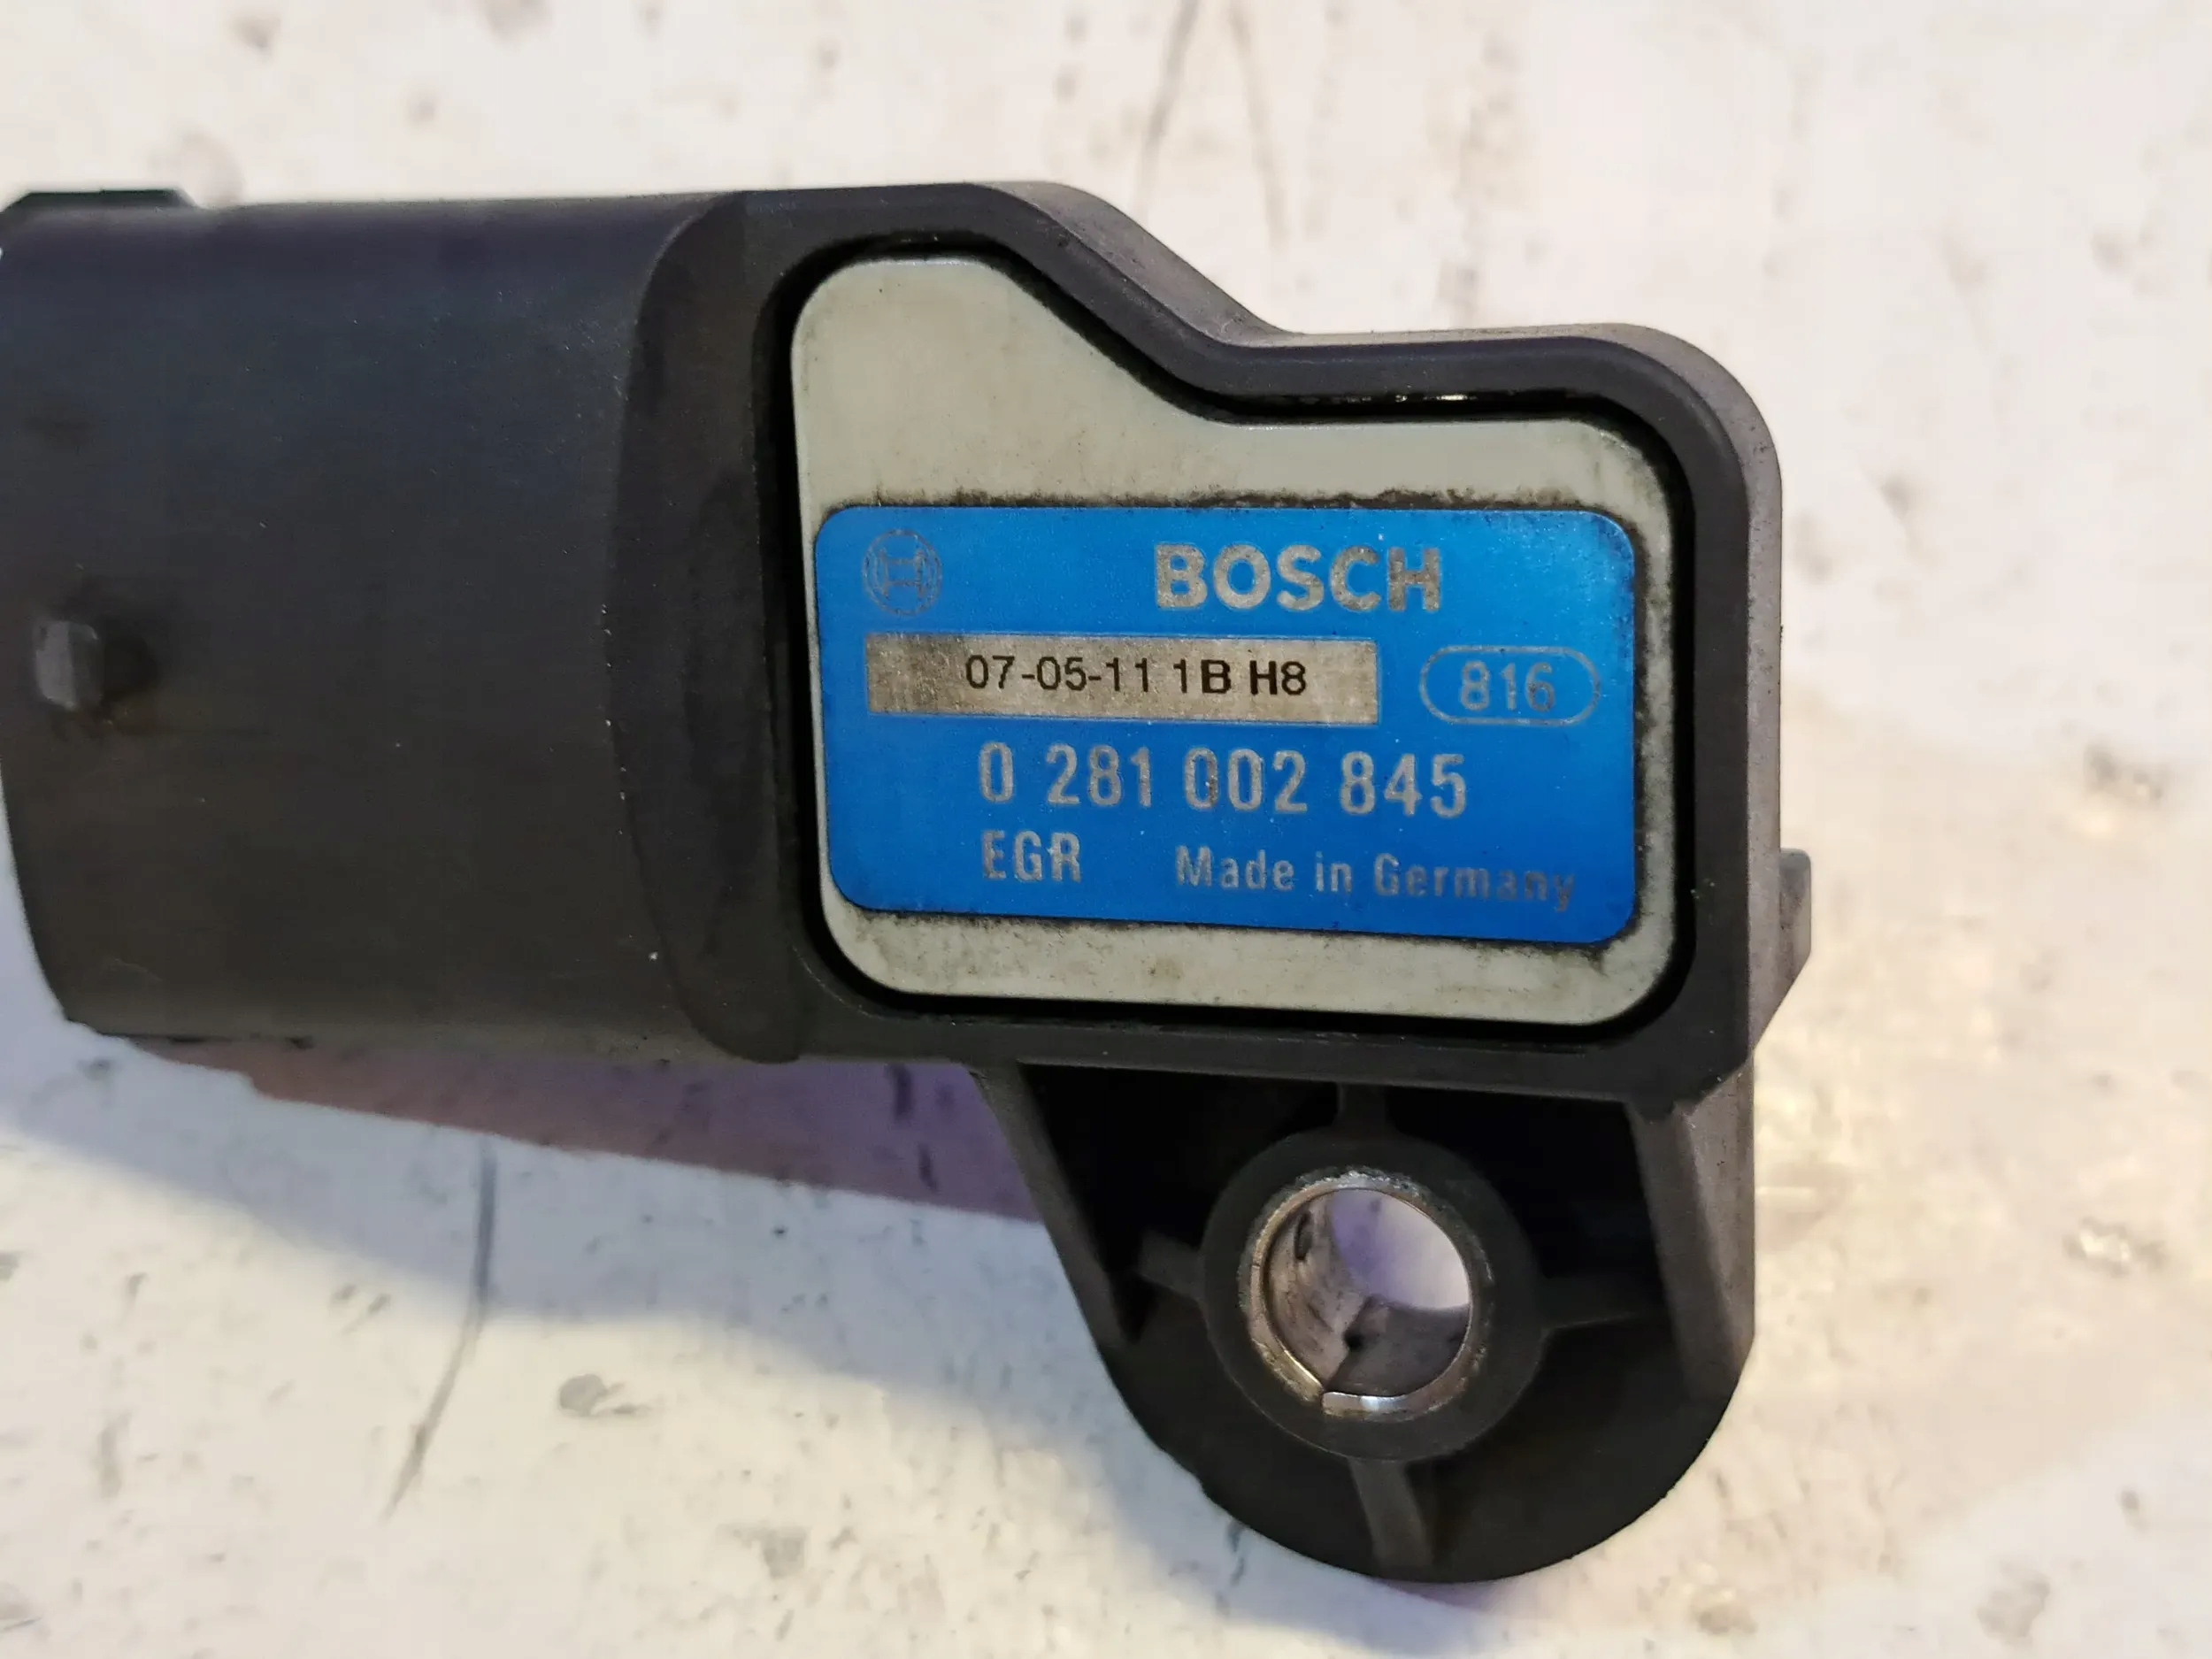 BOSCH
07-05-11 1B H8
816
0 281 002 845
EGR Made in Germany